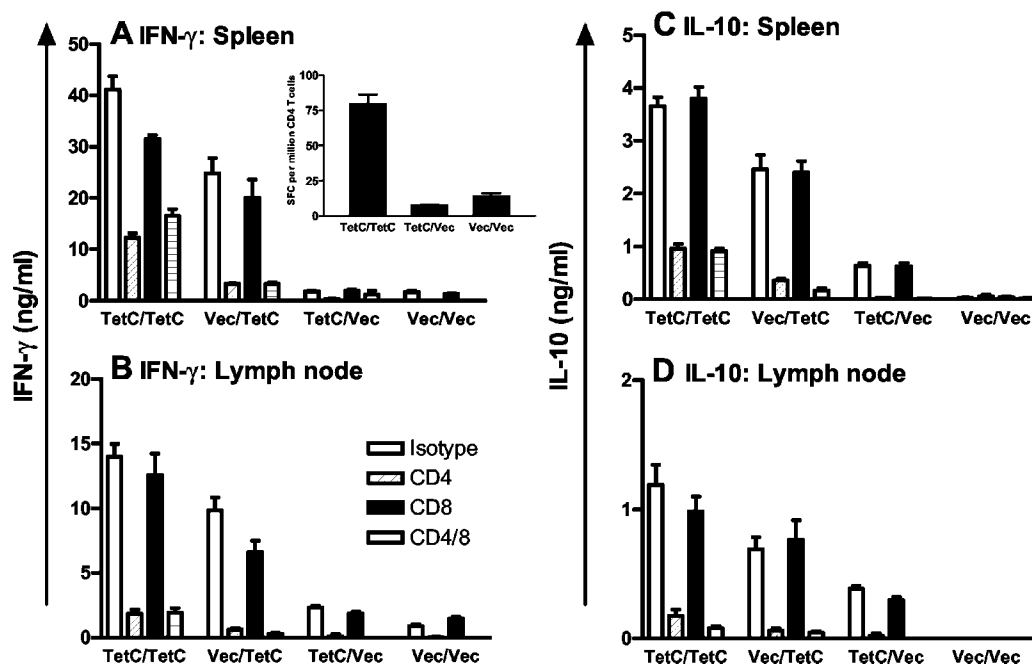 A IFN-γ: Spleen
50
40
30
20
10
0
IFN-γ (ng/ml)
TetC/TetC Vec/TetC TetC/Vec Vec/Vec
100
75
50
25
0
SFC per million CD4 T cells
TetC/TetC TetC/Vec Vec/Vec
B IFN-γ: Lymph node
20
15
10
5
0
Isotype
CD4
CD8
CD4/8
TetC/TetC Vec/TetC TetC/Vec Vec/Vec
C IL-10: Spleen
5
4
3
2
1
0
IL-10 (ng/ml)
TetC/TetC Vec/TetC TetC/Vec Vec/Vec
D IL-10: Lymph node
2
1
0
TetC/TetC Vec/TetC TetC/Vec Vec/Vec